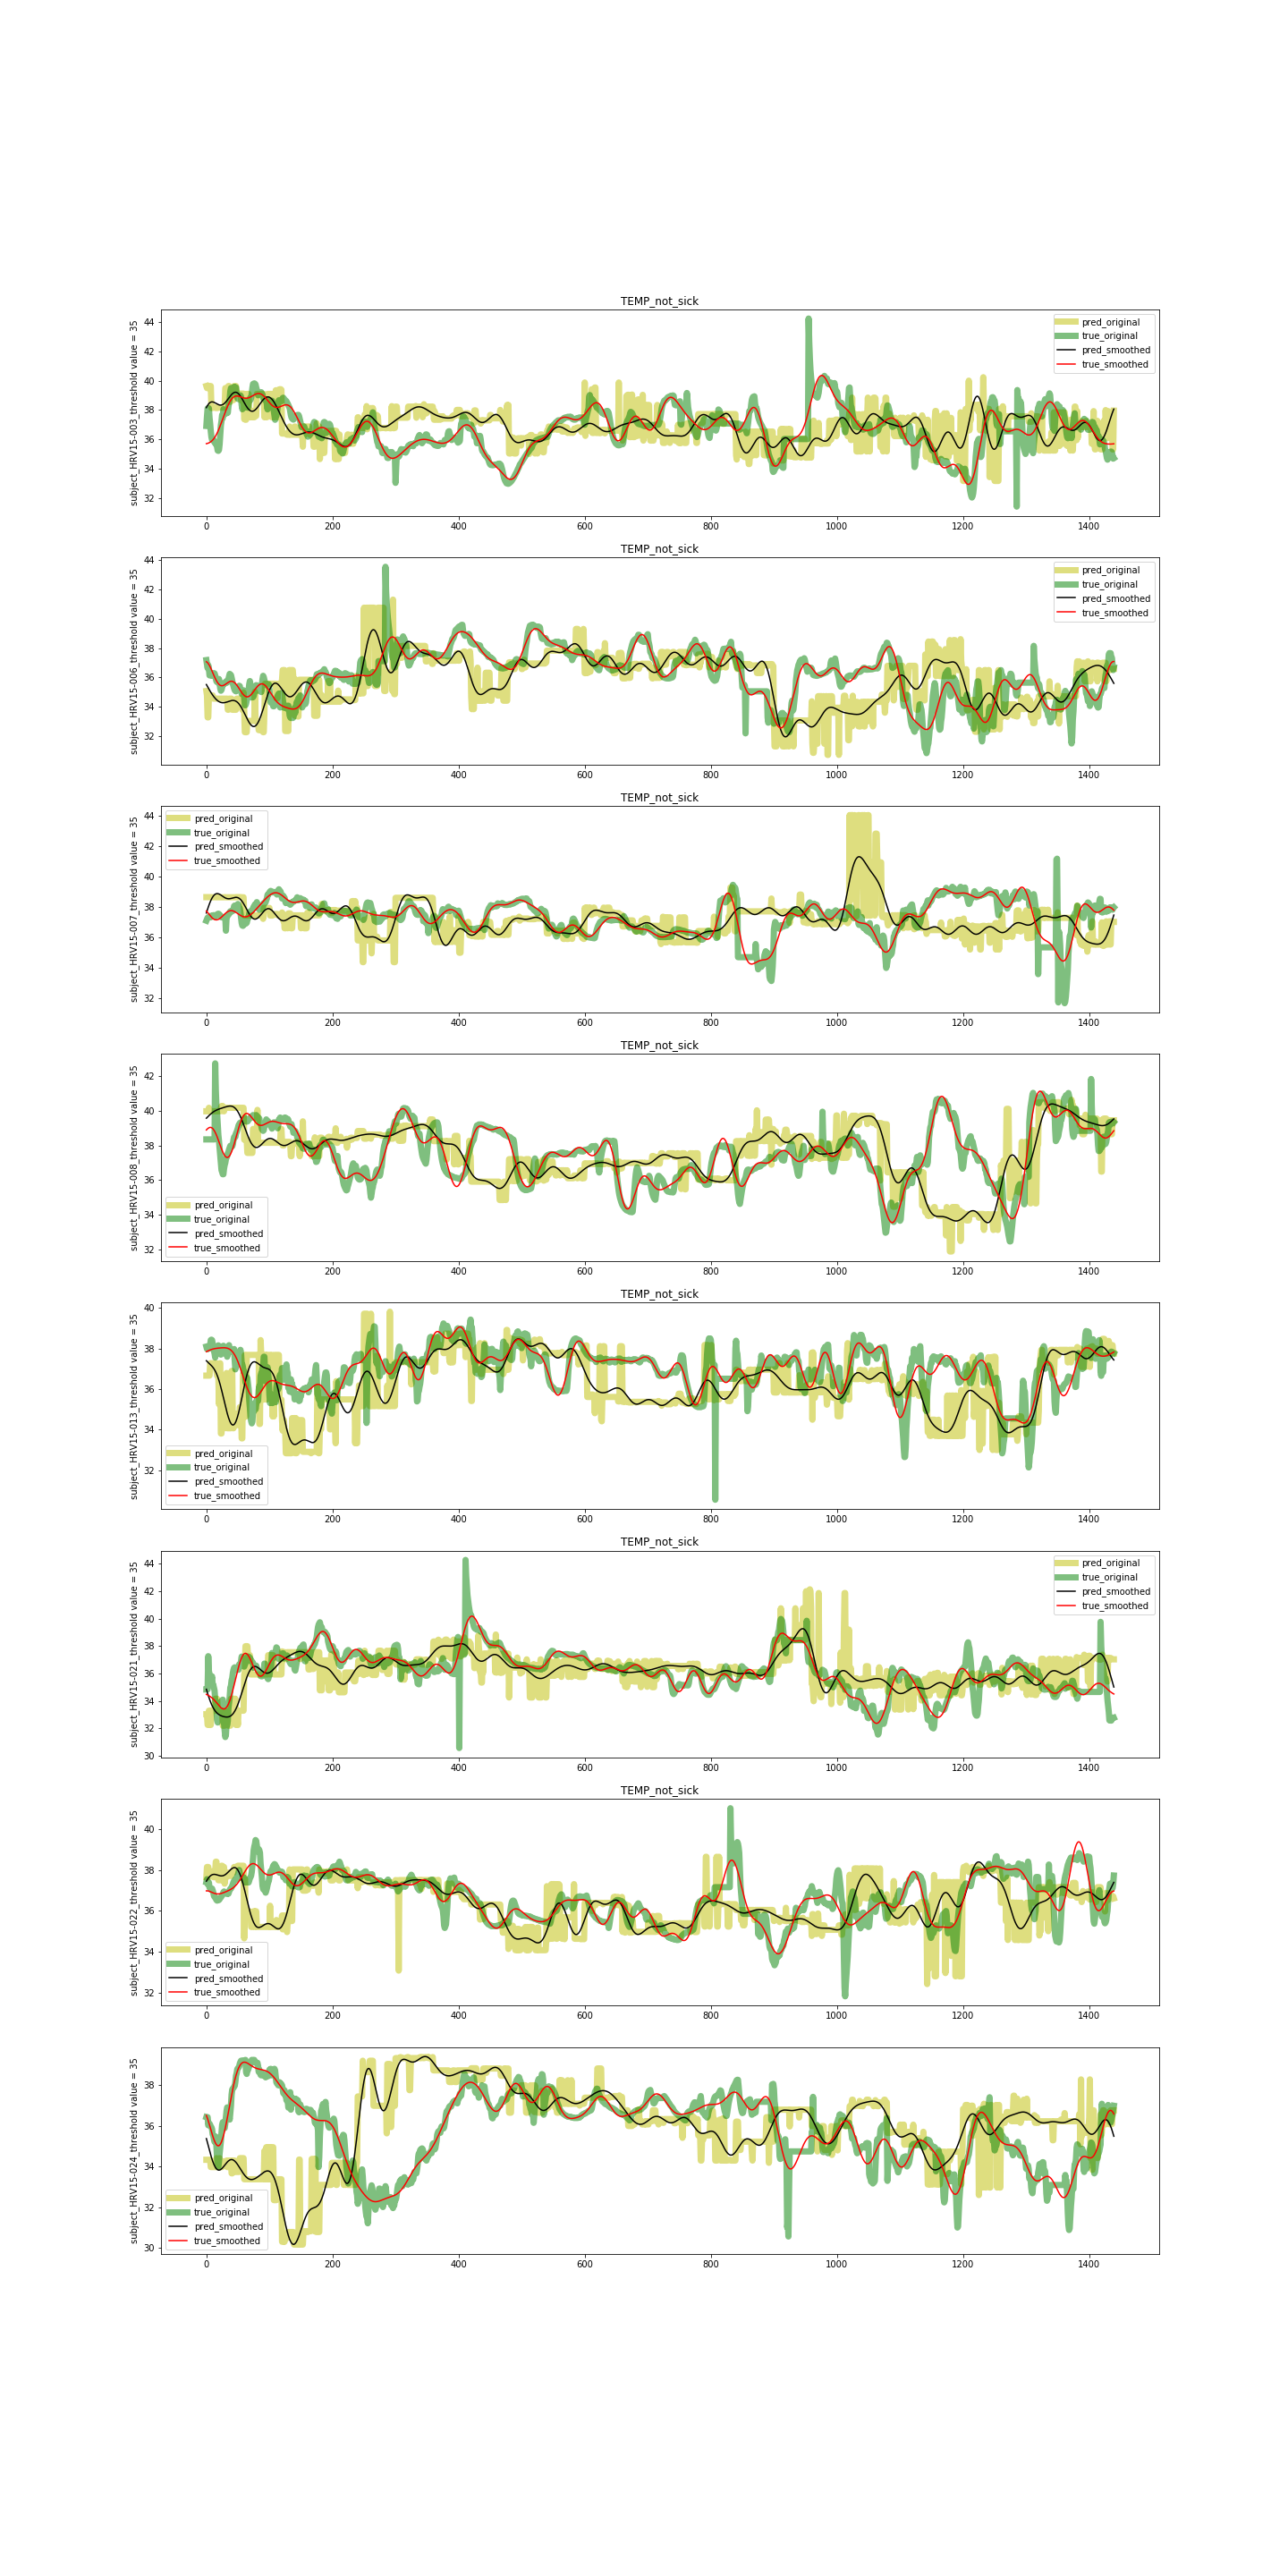 TEMP_not_sick
subject_HRV15-003_threshold value = 35
44
42
40
38
36
34
32
pred_original
true_original
pred_smoothed
true_smoothed
0 200 400 600 800 1000 1200 1400
TEMP_not_sick
subject_HRV15-006_threshold value = 35
44
42
40
38
36
34
32
pred_original
true_original
pred_smoothed
true_smoothed
0 200 400 600 800 1000 1200 1400
TEMP_not_sick
subject_HRV15-007_threshold value = 35
44
42
40
38
36
34
32
pred_original
true_original
pred_smoothed
true_smoothed
0 200 400 600 800 1000 1200 1400
TEMP_not_sick
subject_HRV15-008_threshold value = 35
42
40
38
36
34
32
pred_original
true_original
pred_smoothed
true_smoothed
0 200 400 600 800 1000 1200 1400
TEMP_not_sick
subject_HRV15-013_threshold value = 35
40
38
36
34
32
pred_original
true_original
pred_smoothed
true_smoothed
0 200 400 600 800 1000 1200 1400
TEMP_not_sick
subject_HRV15-021_threshold value = 35
44
42
40
38
36
34
32
30
pred_original
true_original
pred_smoothed
true_smoothed
0 200 400 600 800 1000 1200 1400
TEMP_not_sick
subject_HRV15-022_threshold value = 35
40
38
36
34
32
pred_original
true_original
pred_smoothed
true_smoothed
0 200 400 600 800 1000 1200 1400
subject_HRV15-024_threshold value = 35
38
36
34
32
30
pred_original
true_original
pred_smoothed
true_smoothed
0 200 400 600 800 1000 1200 1400